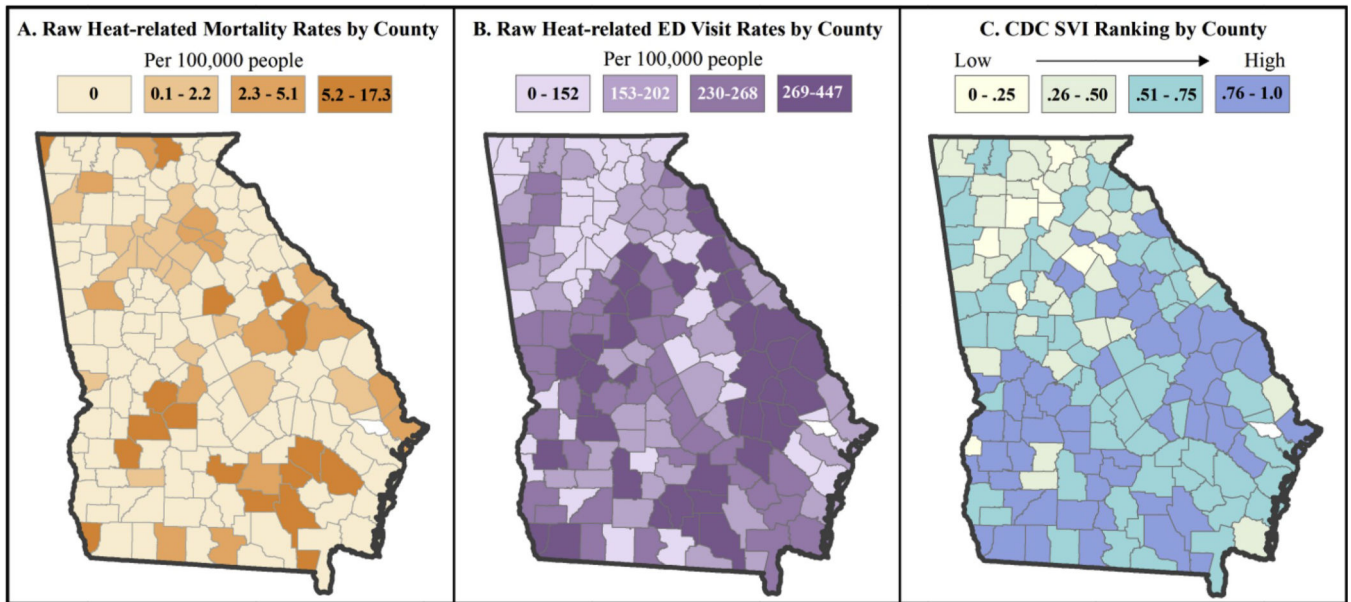 A. Raw Heat-related Mortality Rates by County
Per 100,000 people
0
0.1 - 2.2
2.3 - 5.1
5.2 - 17.3
B. Raw Heat-related ED Visit Rates by County
Per 100,000 people
0 - 152
153-202
230-268
269-447
C. CDC SVI Ranking by County
Low
High
0 - .25
.26 - .50
.51 - .75
.76 - 1.0